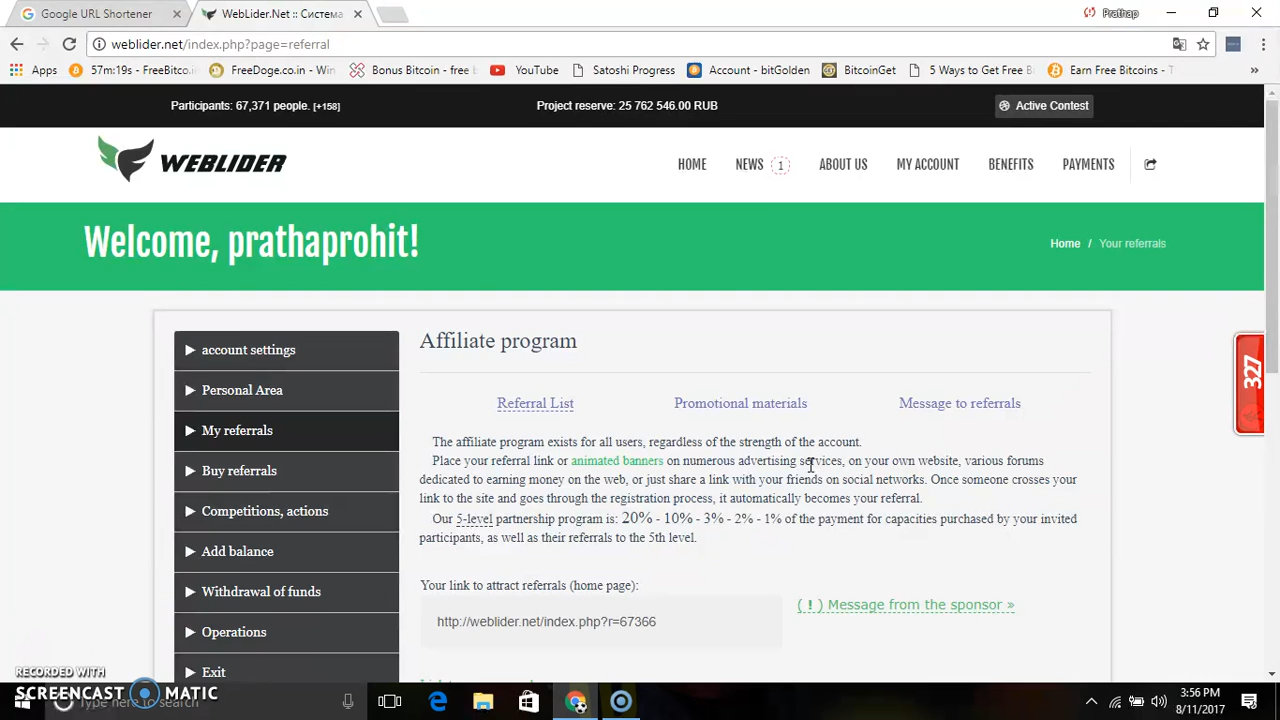 Google URL Shortener
WebLider.Net :: Система
Prathap
weblider.net/index.php?page=referral
Apps
57m:19s - FreeBitco.i
FreeDoge.co.in - Win
Bonus Bitcoin - free b
YouTube
Satoshi Progress
Account - bitGolden
BitcoinGet
5 Ways to Get Free B
Earn Free Bitcoins - T
»
Participants: 67,371 people. [+158]
Project reserve: 25 762 546.00 RUB
Active Contest
WEBLIDER
HOME
NEWS 1
ABOUT US
MY ACCOUNT
BENEFITS
PAYMENTS
Welcome, prathaprohit!
Home / Your referrals
account settings
Personal Area
My referrals
Buy referrals
Competitions, actions
Add balance
Withdrawal of funds
Operations
Exit
Affiliate program
Referral List
Promotional materials
Message to referrals
The affiliate program exists for all users, regardless of the strength of the account.
Place your referral link or animated banners on numerous advertising services, on your own website, various forums
dedicated to earning money on the web, or just share a link with your friends on social networks. Once someone crosses your
link to the site and goes through the registration process, it automatically becomes your referral.
Our 5-level partnership program is: 20% - 10% - 3% - 2% - 1% of the payment for capacities purchased by your invited
participants, as well as their referrals to the 5th level.
Your link to attract referrals (home page):
http://weblider.net/index.php?r=67366
( ! ) Message from the sponsor »
327
RECORDED WITH
SCREENCAST MATIC
Type here to search
3:56 PM
8/11/2017